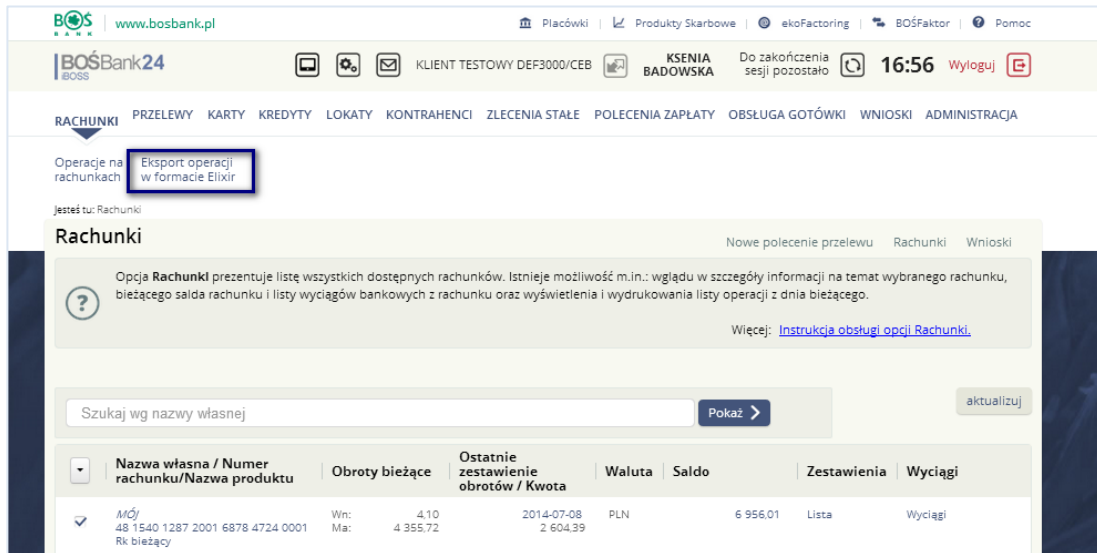 BOŚ
BANK
www.bosbank.pl
Placówki
Produkty Skarbowe
ekoFactoring
BOŚFaktor
Pomoc
BOŚBank24
iBOSS
KLIENT TESTOWY DEF3000/CEB
KSENIA
BADOWSKA
Do zakończenia
sesji pozostało
16:56
Wyloguj
RACHUNKI
PRZELEWY
KARTY
KREDYTY
LOKATY
KONTRAHENCI
ZLECENIA STAŁE
POLECENIA ZAPŁATY
OBSŁUGA GOTÓWKI
WNIOSKI
ADMINISTRACJA
Operacje na
rachunkach
Eksport operacji
w formacie Elixir
Jesteś tu: Rachunki
Rachunki
Nowe polecenie przelewu
Rachunki
Wnioski
Opcja Rachunki prezentuje listę wszystkich dostępnych rachunków. Istnieje możliwość m.in.: wglądu w szczegóły informacji na temat wybranego rachunku,
bieżącego salda rachunku i listy wyciągów bankowych z rachunku oraz wyświetlenia i wydrukowania listy operacji z dnia bieżącego.
Więcej: Instrukcja obsługi opcji Rachunki.
Szukaj wg nazwy własnej
Pokaż
aktualizuj
Nazwa własna / Numer
rachunku/Nazwa produktu
Obroty bieżące
Ostatnie
zestawienie
obrotów / Kwota
Waluta
Saldo
Zestawienia
Wyciągi
MÓJ
48 1540 1287 2001 6878 4724 0001
Rk bieżący
Wn: 4,10
Ma: 4 355,72
2014-07-08
2 604,39
PLN
6 956,01
Lista
Wyciągi